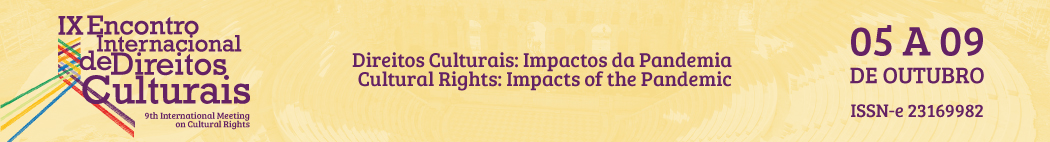 IX Encontro
Internacional
de Direitos
Culturais
9th International Meeting
on Cultural Rights
Direitos Culturais: Impactos da Pandemia
Cultural Rights: Impacts of the Pandemic
05 A 09
DE OUTUBRO
ISSN-e 23169982